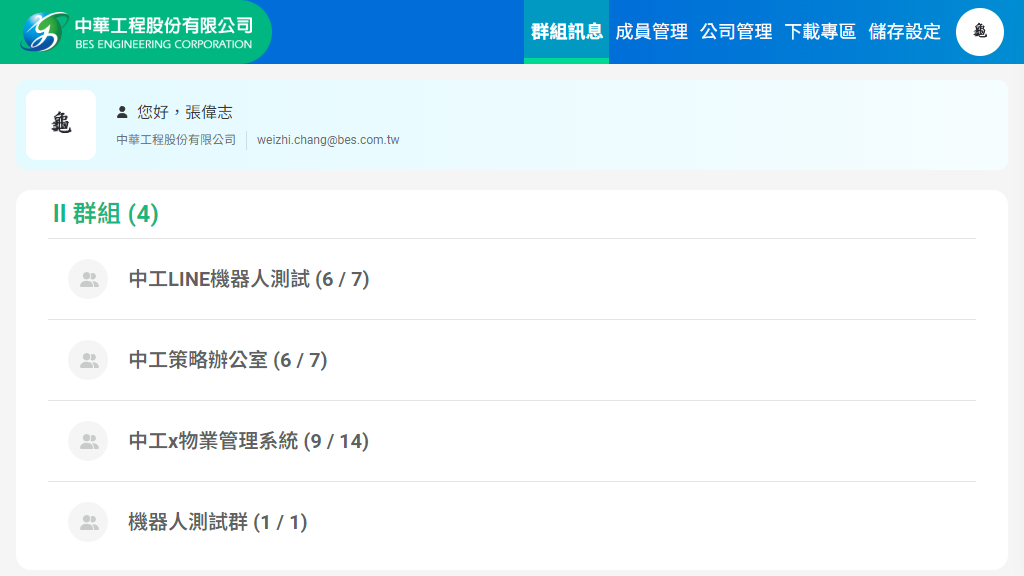 中華工程股份有限公司
BES ENGINEERING CORPORATION
群組訊息 成員管理 公司管理 下載專區 儲存設定
龜
龜
您好，張偉志
中華工程股份有限公司 weizhi.chang@bes.com.tw
群組 (4)
中工LINE機器人測試 (6 / 7)
中工策略辦公室 (6 / 7)
中工x物業管理系統 (9 / 14)
機器人測試群 (1 / 1)